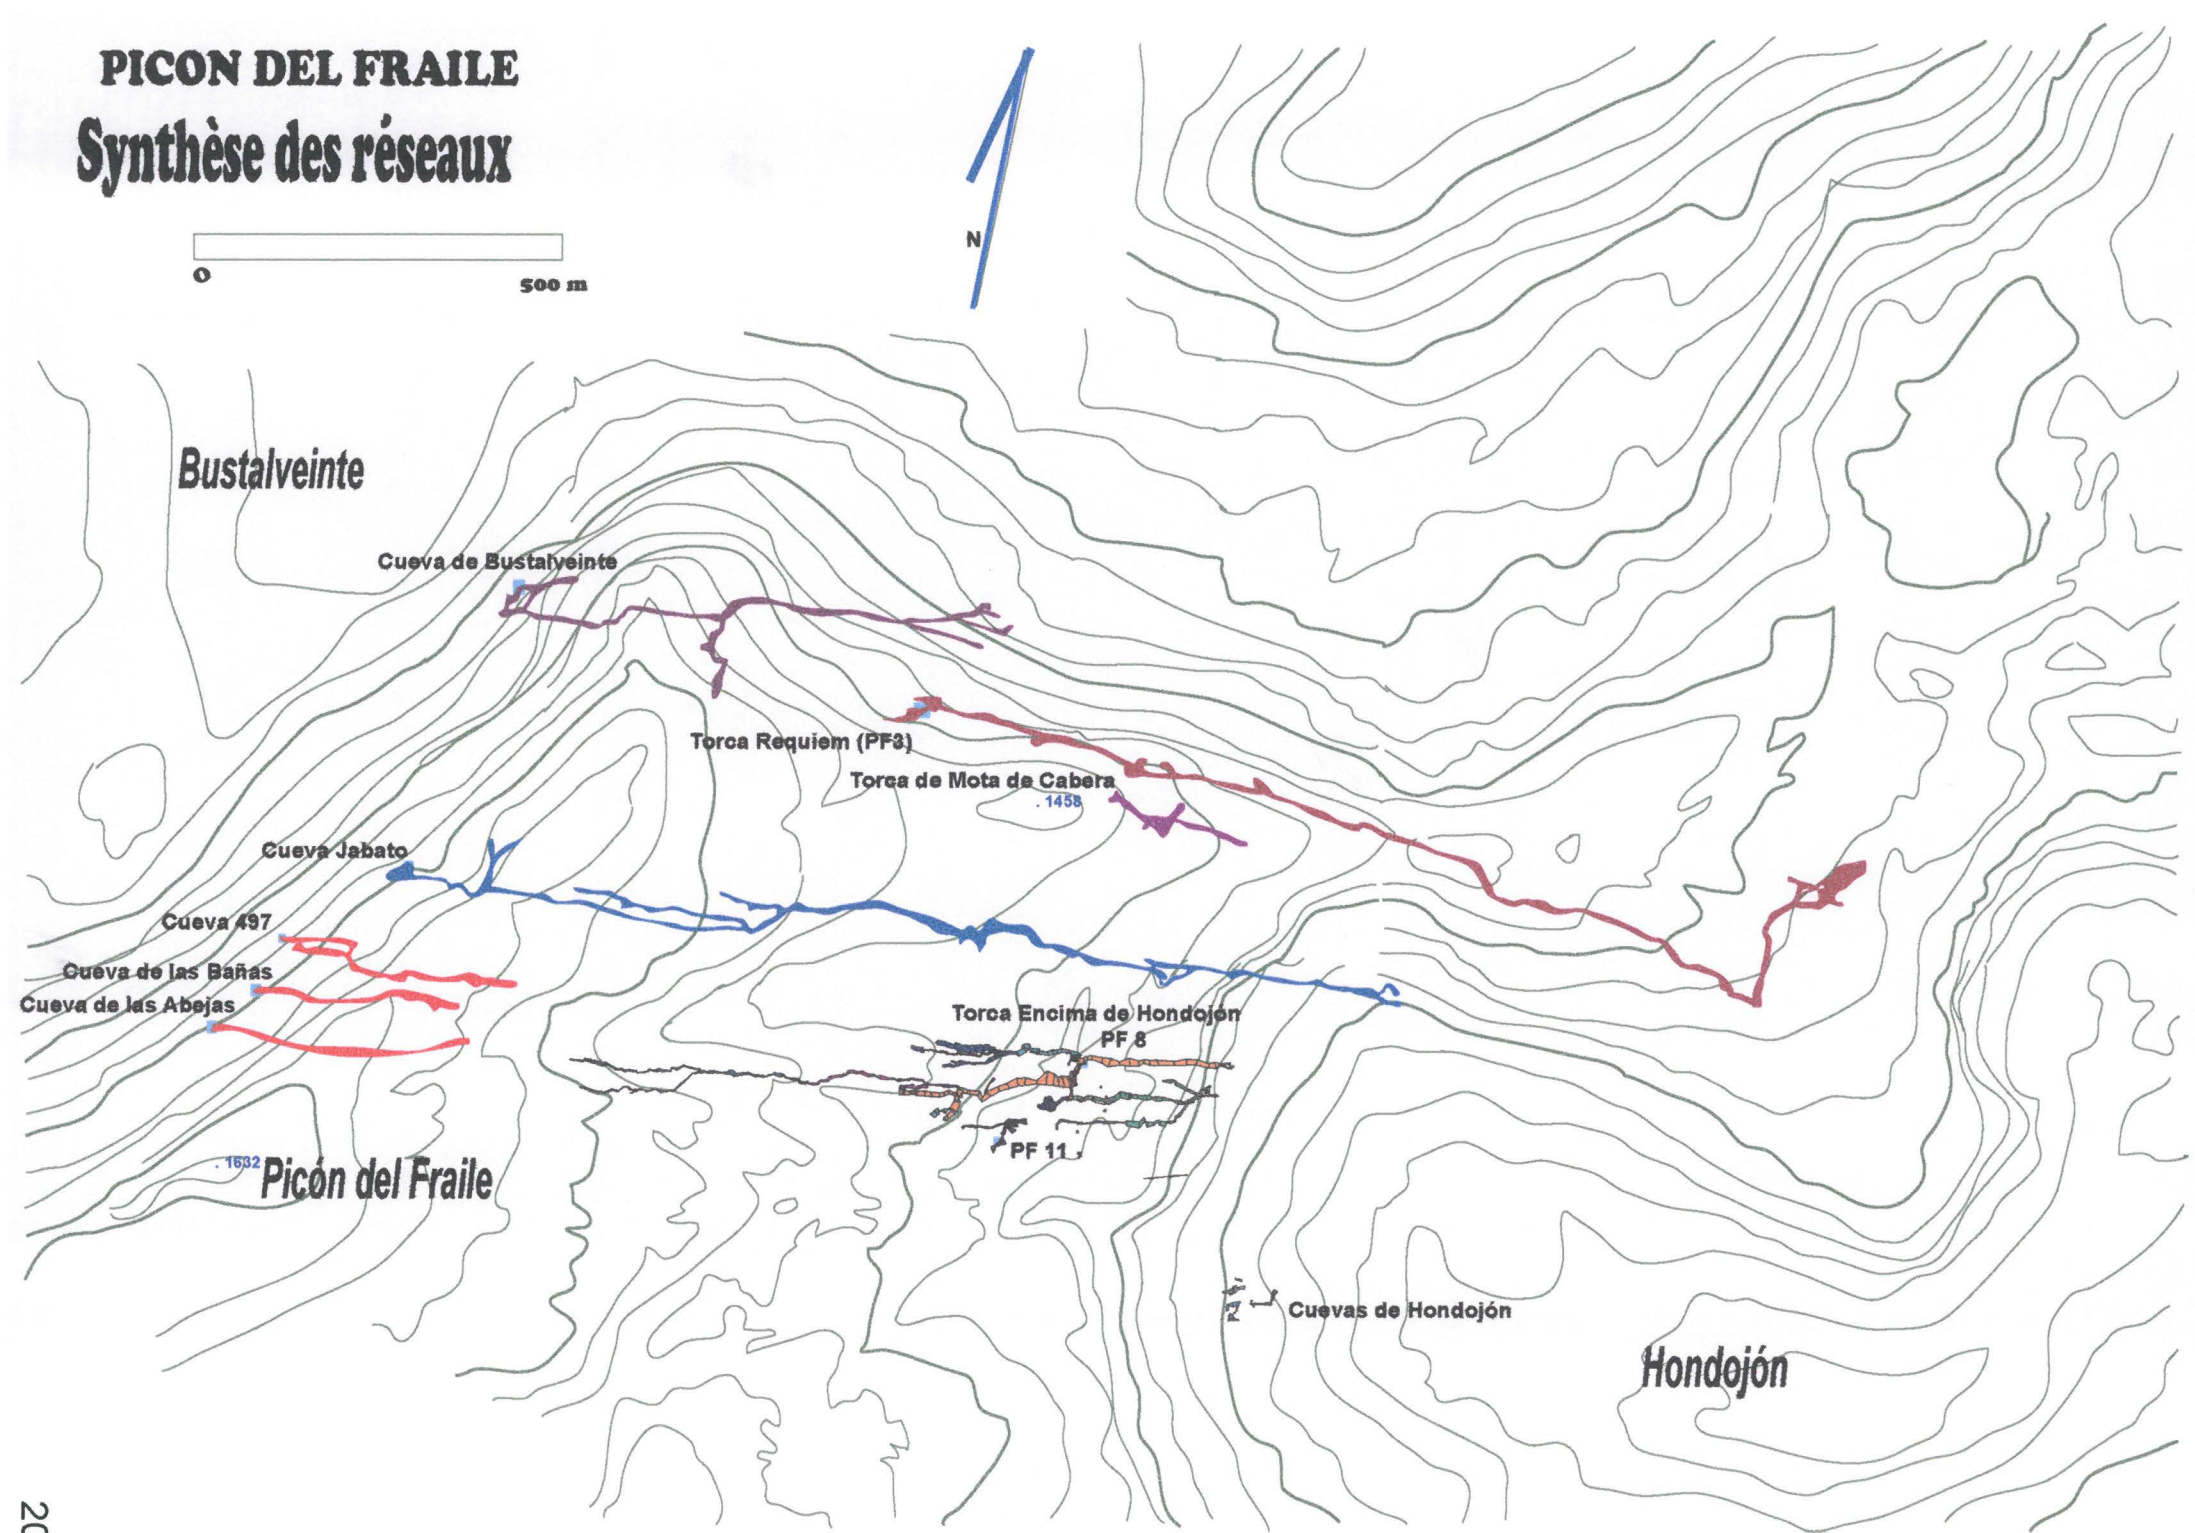 PICON DEL FRAILE
Synthèse des réseaux
0
500 m
N
Bustalveinte
Cueva de Bustalveinte
Torca Requiem (PF3)
Torca de Mota de Cabera
. 1458
Cueva Jabato
Cueva 497
Cueva de las Bañas
Cueva de las Abejas
Torca Encima de Hondojón
PF 8
PF 11
. 1632
Picón del Fraile
Cuevas de Hondojón
Hondojón
20